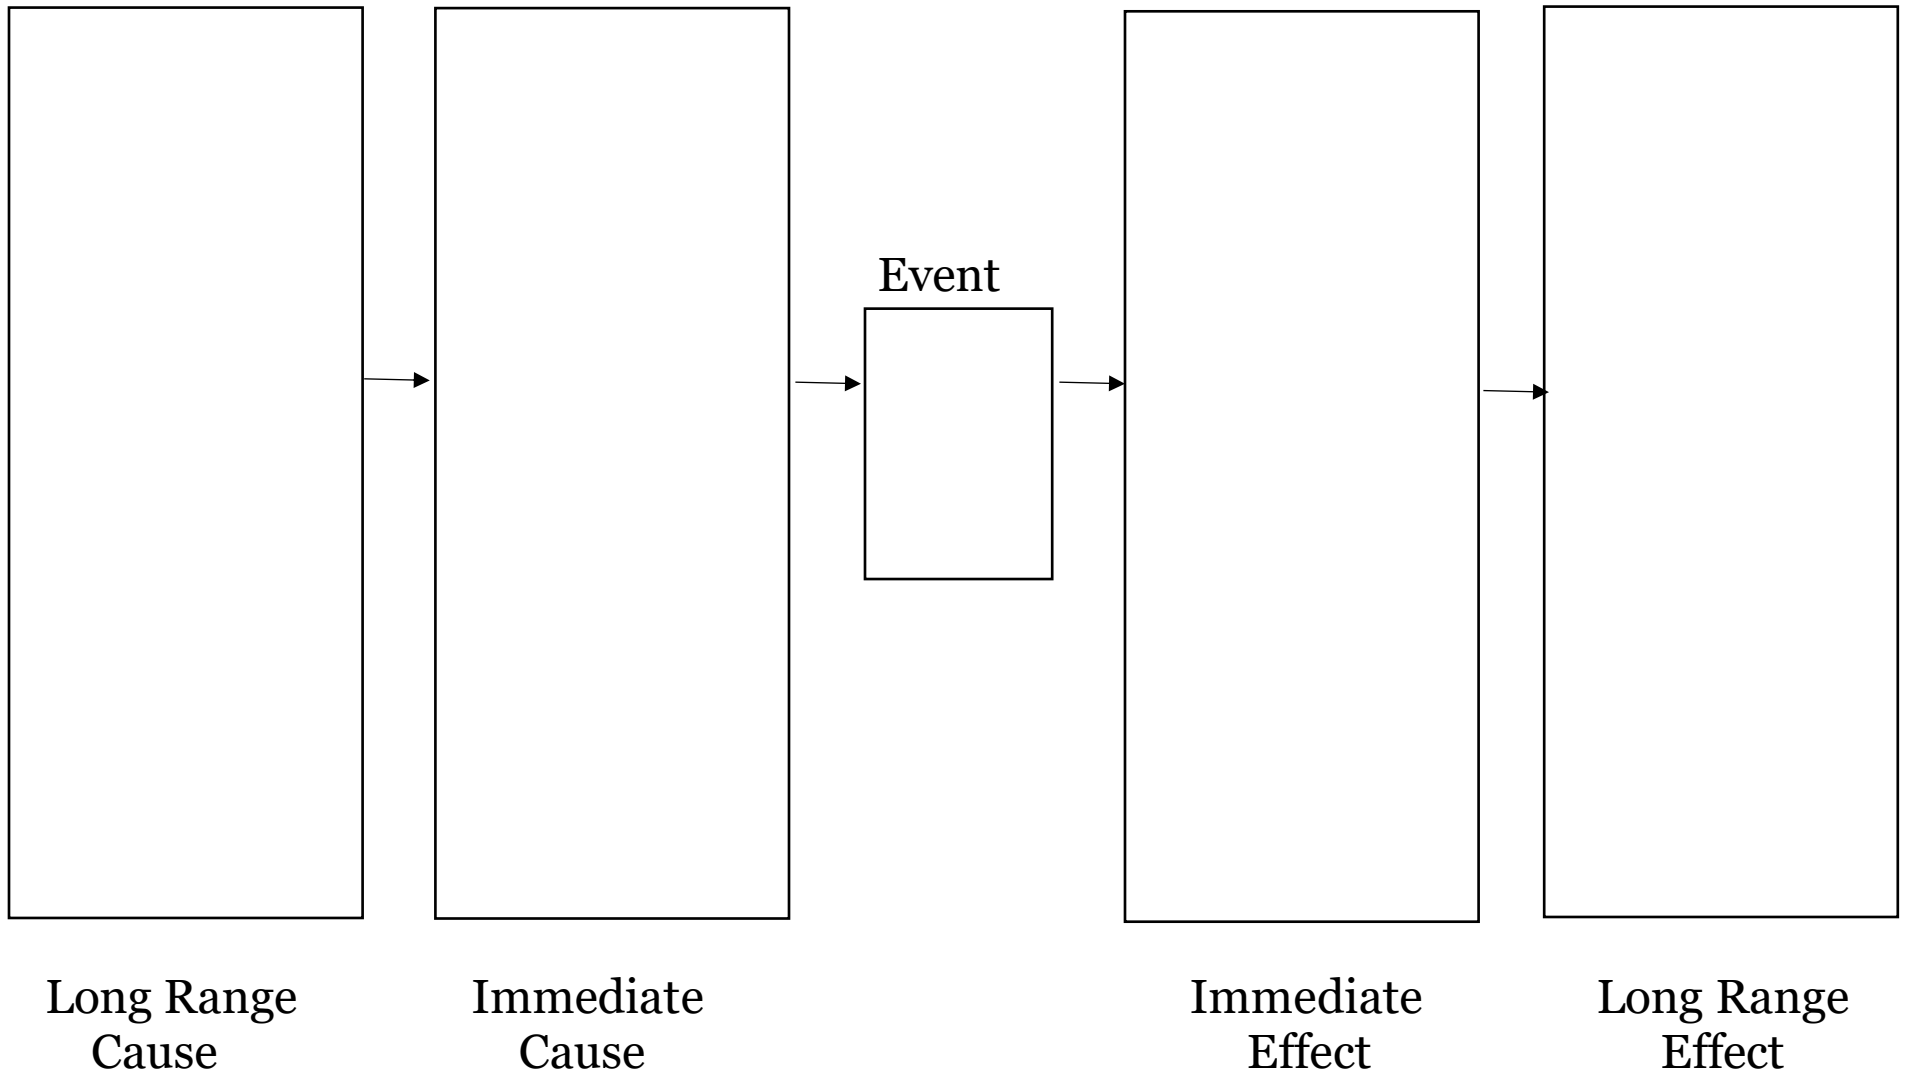 Event
Long Range
Cause
Immediate
Cause
Immediate
Effect
Long Range
Effect